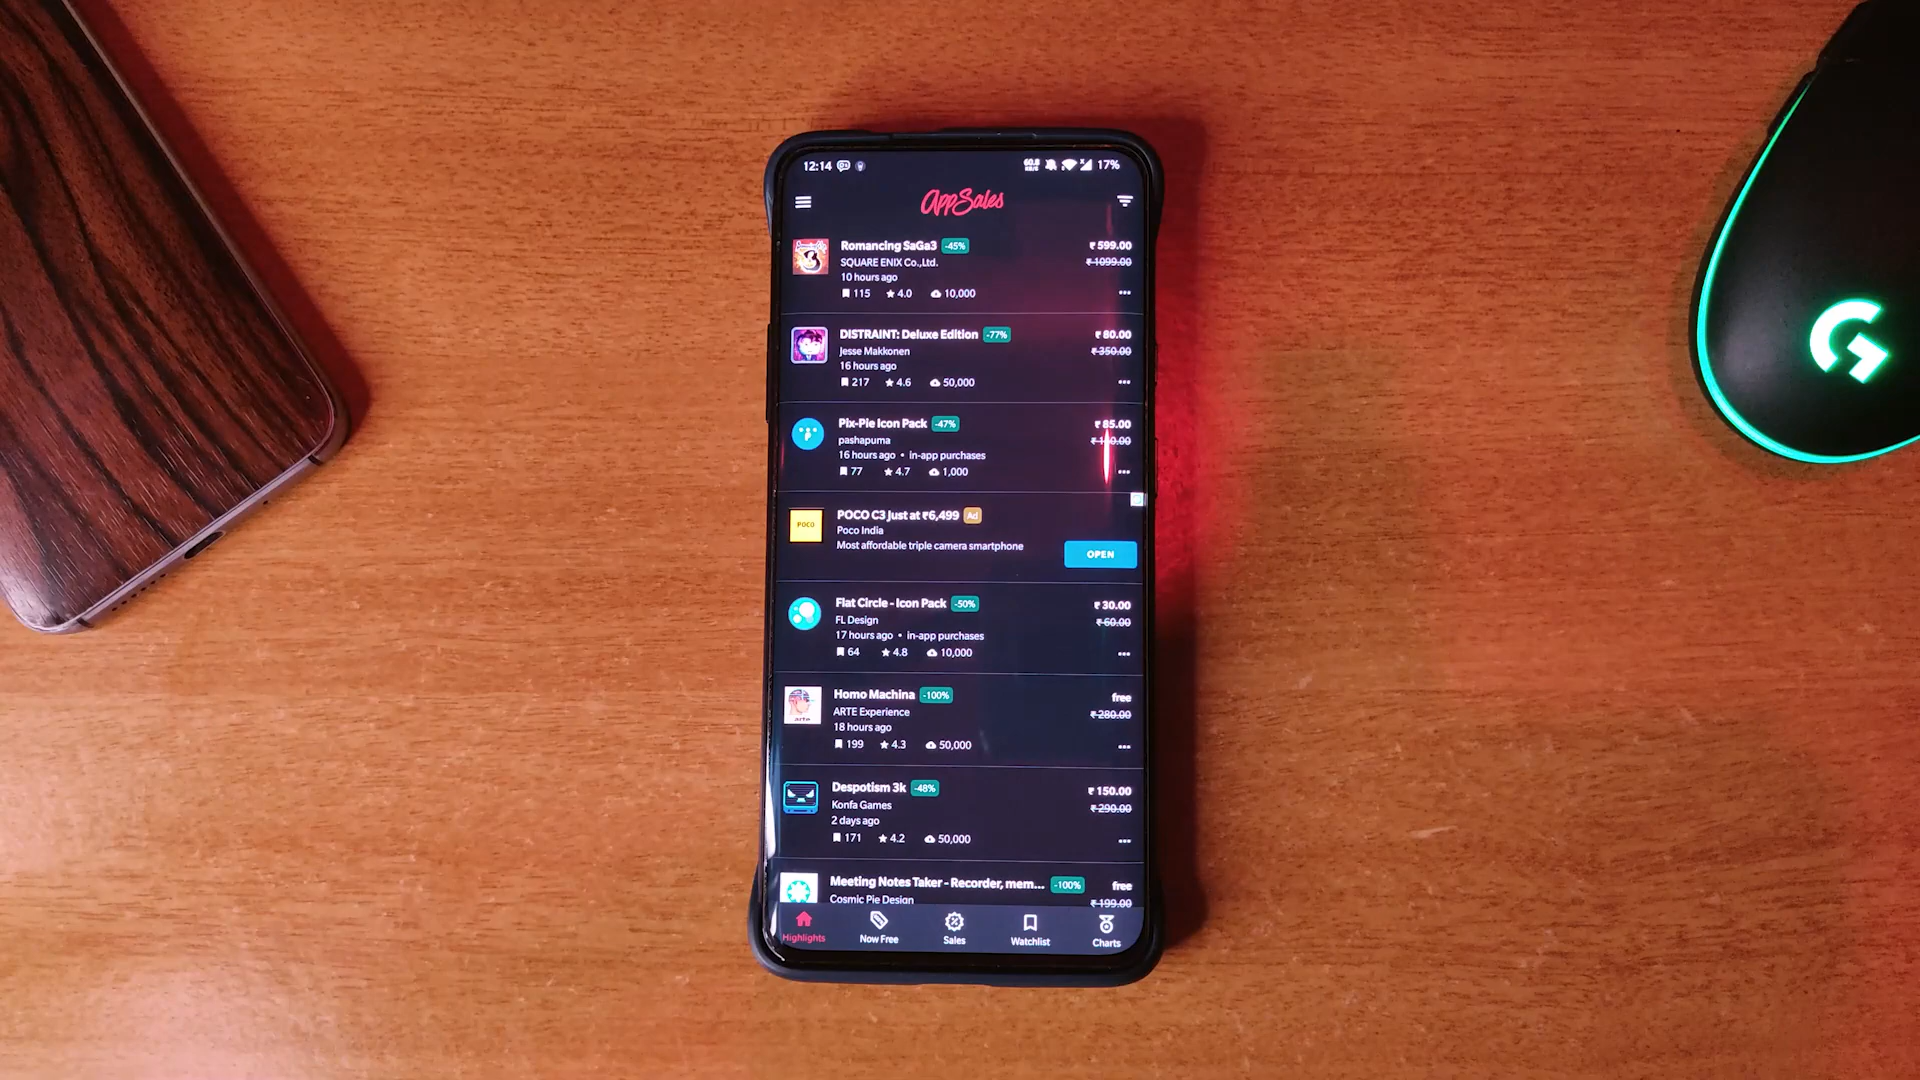 12:14 60.8 KB/S 17%
AppSales
Romancing SaGa3 -45% ₹ 599.00
SQUARE ENIX Co.,Ltd. ₹ 1099.00
10 hours ago
115 4.0 10,000
DISTRAINT: Deluxe Edition -77% ₹ 80.00
Jesse Makkonen ₹ 350.00
16 hours ago
217 4.6 50,000
Pix-Pie Icon Pack -47% ₹ 85.00
pashapuma
16 hours ago • in-app purchases
77 4.7 1,000
POCO
POCO C3 Just at ₹6,499 Ad
Poco India
Most affordable triple camera smartphone
OPEN
Flat Circle - Icon Pack -50% ₹ 30.00
FL Design ₹ 60.00
17 hours ago • in-app purchases
64 4.8 10,000
Homo Machina -100% free
ARTE Experience ₹ 280.00
18 hours ago
199 4.3 50,000
arte
Despotism 3k -48% ₹ 150.00
Konfa Games ₹ 290.00
2 days ago
171 4.2 50,000
Meeting Notes Taker - Recorder, mem... -100% free
Cosmic Pie Design ₹ 199.00
Highlights Now Free Sales Watchlist Charts
G